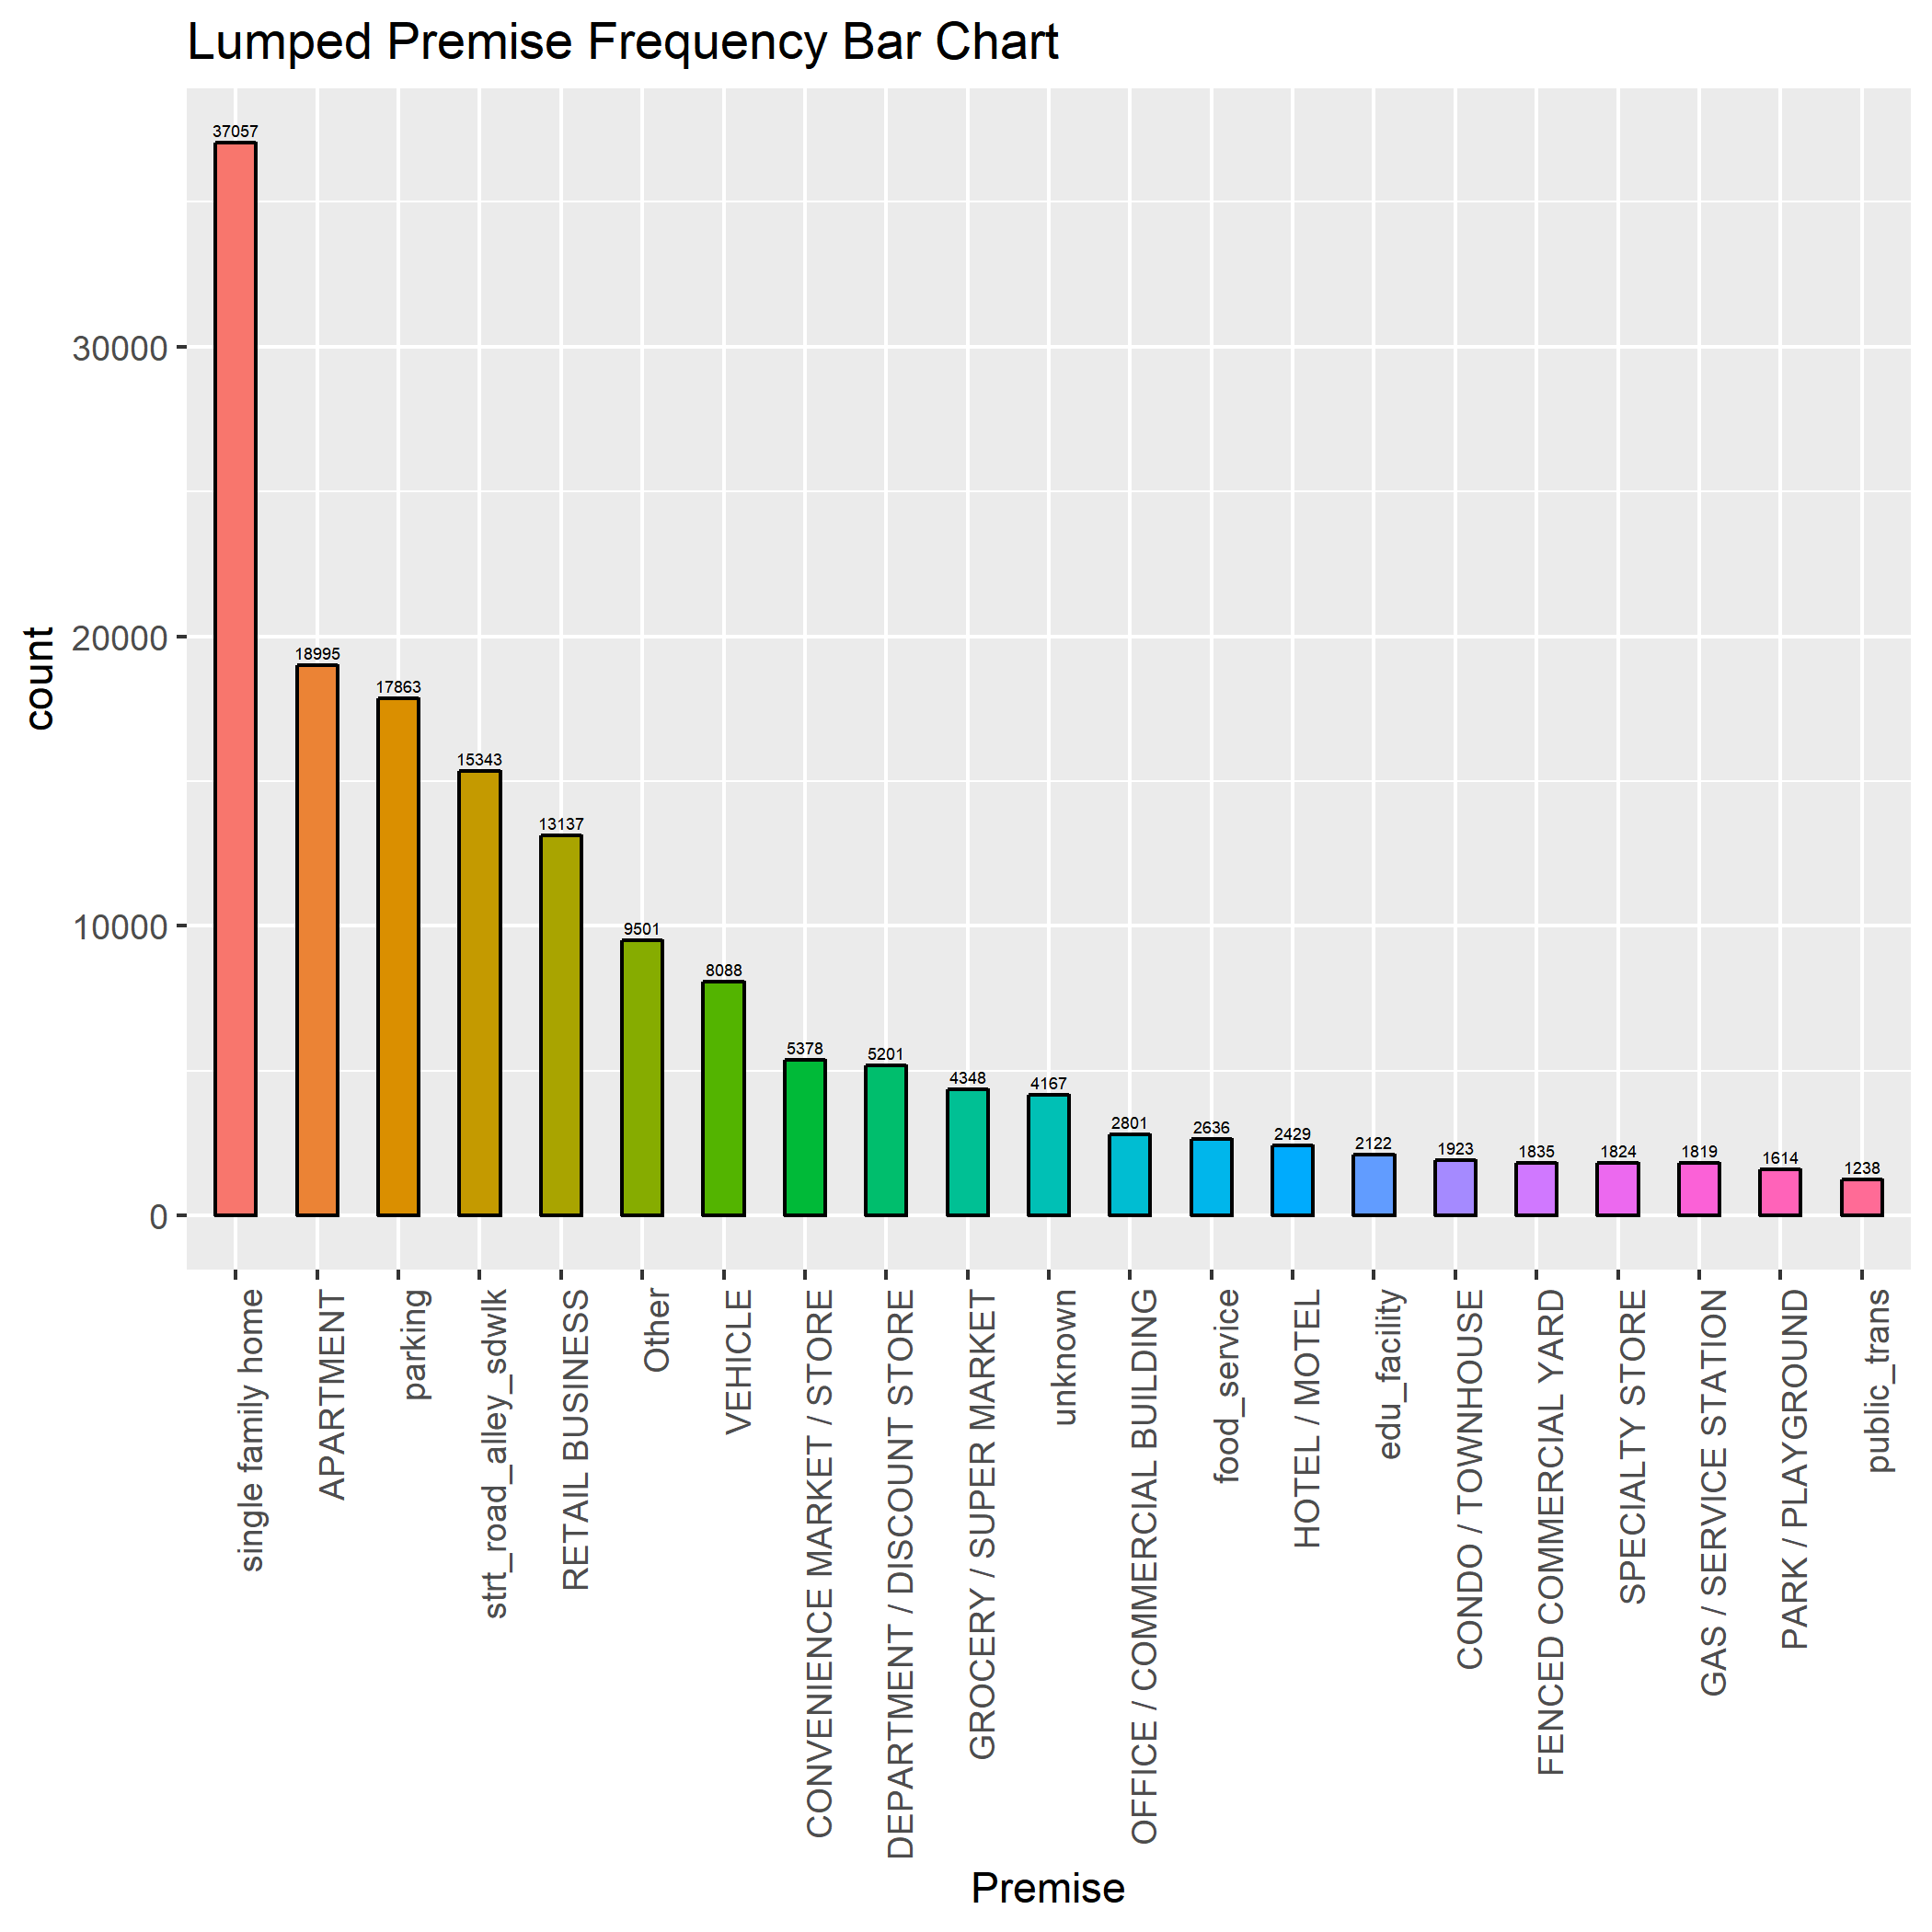 Lumped Premise Frequency Bar Chart
count
30000
20000
10000
0
37057
18995
17863
15343
13137
9501
8088
5378
5201
4348
4167
2801
2636
2429
2122
1923
1835
1824
1819
1614
1238
single family home
APARTMENT
parking
strt_road_alley_sdwlk
RETAIL BUSINESS
Other
VEHICLE
CONVENIENCE MARKET / STORE
DEPARTMENT / DISCOUNT STORE
GROCERY / SUPER MARKET
unknown
OFFICE / COMMERCIAL BUILDING
food_service
HOTEL / MOTEL
edu_facility
CONDO / TOWNHOUSE
FENCED COMMERCIAL YARD
SPECIALTY STORE
GAS / SERVICE STATION
PARK / PLAYGROUND
public_trans
Premise